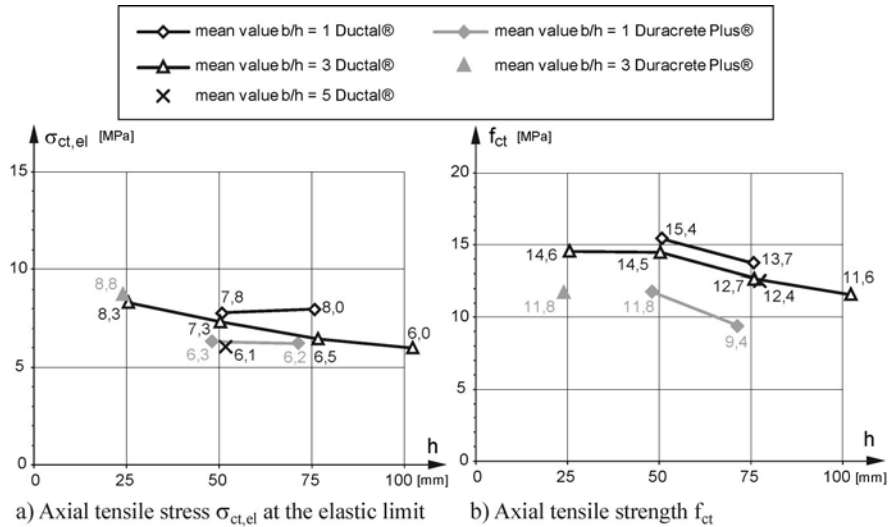 mean value b/h = 1 Ductal®
mean value b/h = 1 Duracrete Plus®
mean value b/h = 3 Ductal®
mean value b/h = 3 Duracrete Plus®
mean value b/h = 5 Ductal®
σct,el [MPa]
15
10
5
0
0
25
50
75
100 [mm]
h
8,8
8,3
7,8
7,3
8,0
6,3
6,1
6,2
6,5
6,0
a) Axial tensile stress σct,el at the elastic limit
fct [MPa]
20
15
10
5
0
0
25
50
75
100 [mm]
h
15,4
14,6
14,5
13,7
12,7
12,4
11,6
11,8
11,8
9,4
b) Axial tensile strength fct